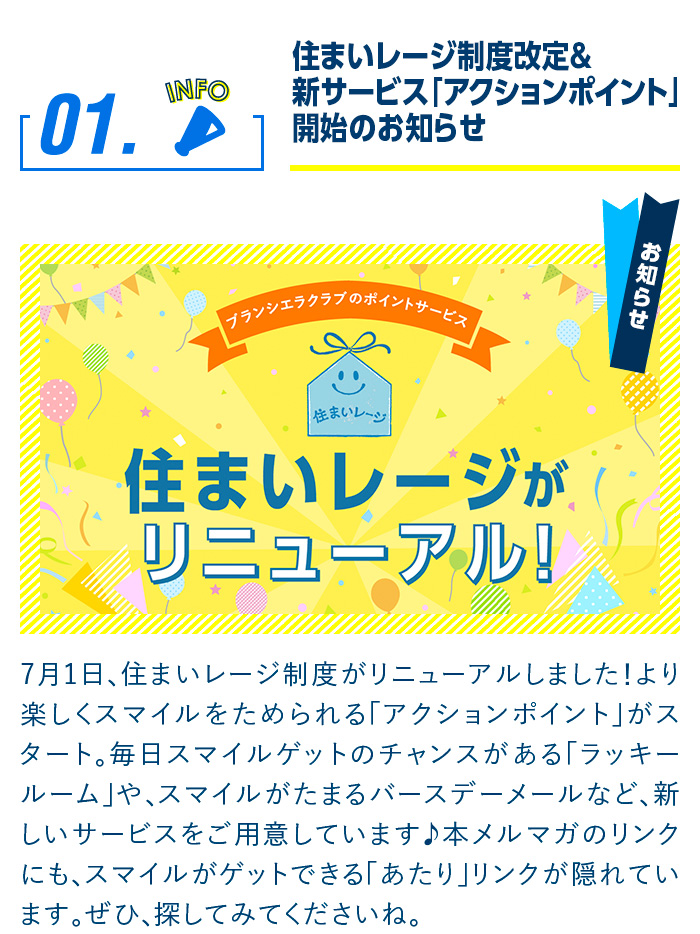 01.
INFO
住まいレージ制度改定&
新サービス「アクションポイント」
開始のお知らせ
お知らせ
ブランシエラクラブのポイントサービス
住まいレージ
住まいレージが
リニューアル!
7月1日、住まいレージ制度がリニューアルしました!より
楽しくスマイルをためられる「アクションポイント」がス
タート。毎日スマイルゲットのチャンスがある「ラッキー
ルーム」や、スマイルがたまるバースデーメールなど、新
しいサービスをご用意しています♪本メルマガのリンク
にも、スマイルがゲットできる「あたり」リンクが隠れてい
ます。ぜひ、探してみてくださいね。